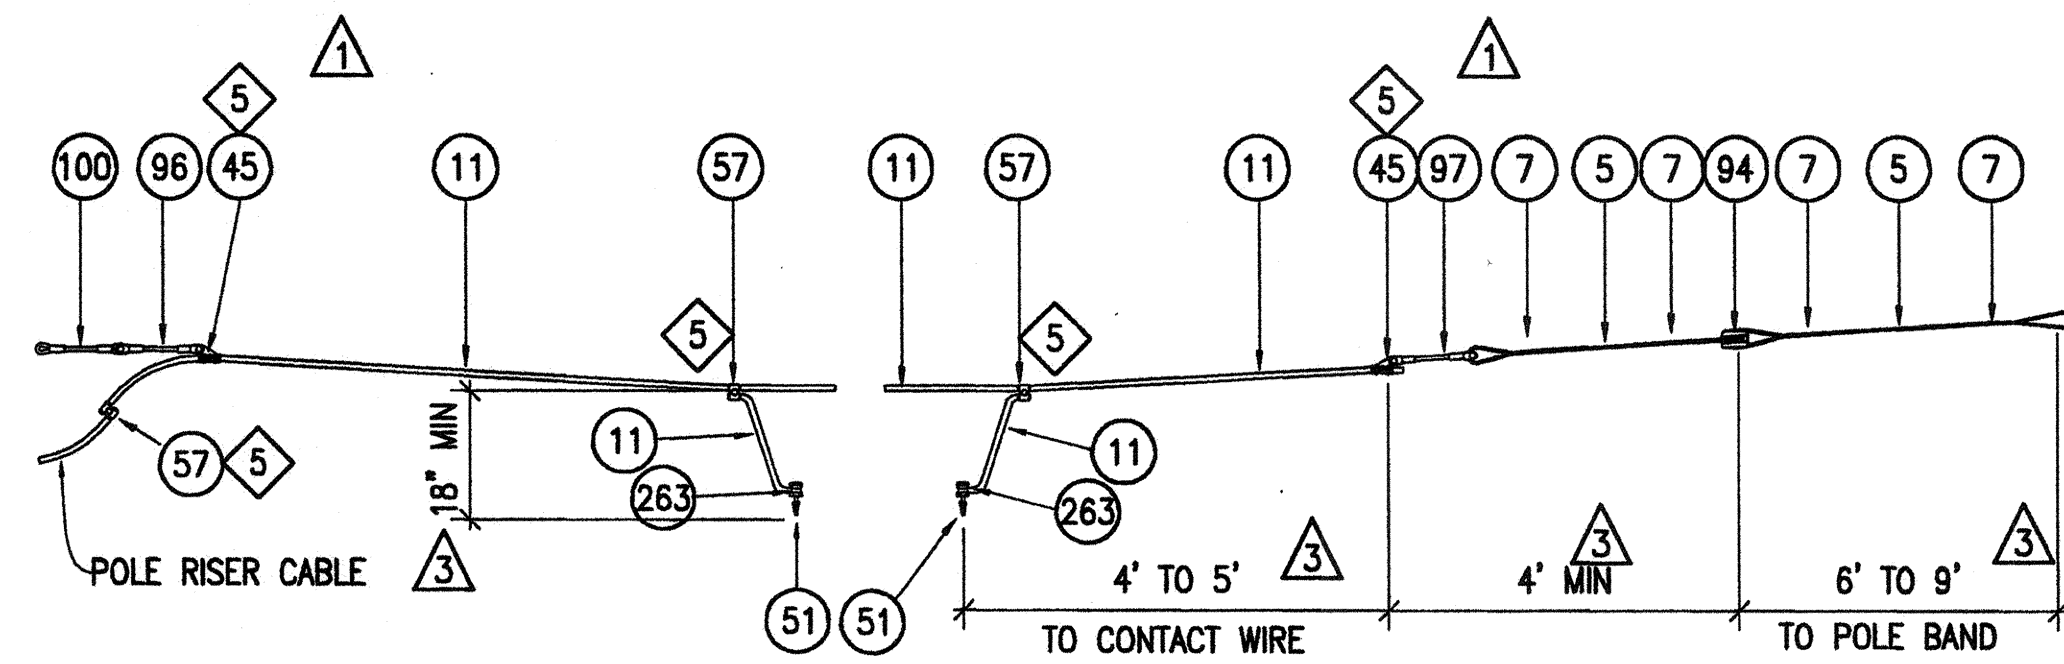 1 1
5 5
100 96 45 11 57 11 57 11 45 97 7 5 7 94 7 5 7
5 5
57 5
18" MIN
11 11
263 263
POLE RISER CABLE
3 3 3 3
4' TO 5' 4' MIN 6' TO 9'
51 51
TO CONTACT WIRE TO POLE BAND